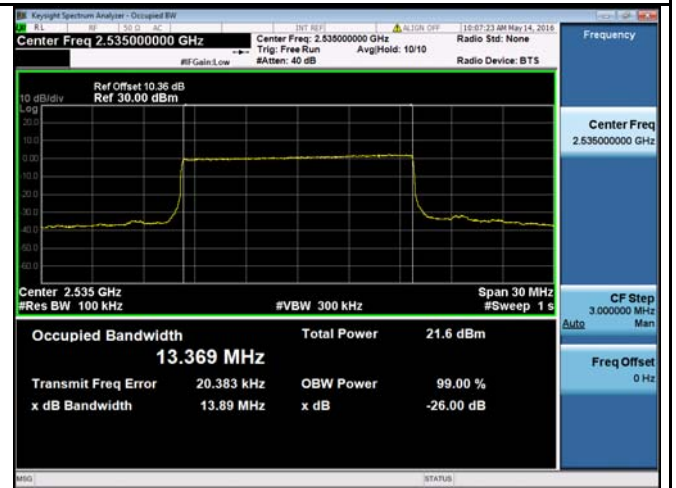 Keysight Spectrum Analyzer - Occupied BW
RL RF 50 Ω AC INT REF ALIGN OFF 10:07:23 AM May 14, 2016
Center Freq 2.535000000 GHz
Center Freq: 2.535000000 GHz
Radio Std: None
Trig: Free Run Avg|Hold: 10/10
#IFGain:Low
#Atten: 40 dB
Radio Device: BTS
Frequency
Ref Offset 10.36 dB
10 dB/div Ref 30.00 dBm
Log
20.0
10.0
0.00
10.0
20.0
30.0
40.0
50.0
60.0
Center Freq
2.535000000 GHz
Center 2.535 GHz
Span 30 MHz
#Res BW 100 kHz
#VBW 300 kHz
#Sweep 1 s
CF Step
3.000000 MHz
Auto Man
Occupied Bandwidth
Total Power 21.6 dBm
13.369 MHz
Freq Offset
0 Hz
Transmit Freq Error 20.383 kHz
OBW Power 99.00 %
x dB Bandwidth 13.89 MHz
x dB -26.00 dB
MSG
STATUS